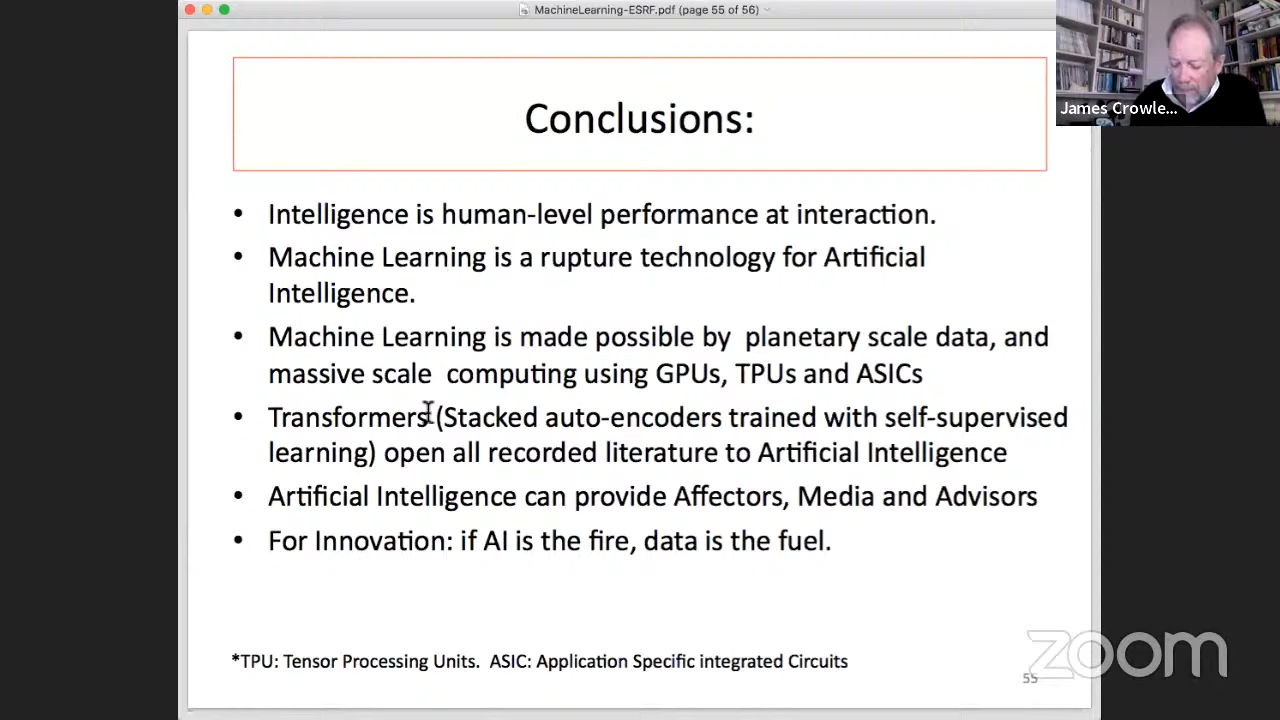 MachineLearning-ESRF.pdf (page 55 of 56)
James Crowle...
Conclusions:
• Intelligence is human-level performance at interaction.
• Machine Learning is a rupture technology for Artificial
Intelligence.
• Machine Learning is made possible by planetary scale data, and
massive scale computing using GPUs, TPUs and ASICs
• Transformers (Stacked auto-encoders trained with self-supervised
learning) open all recorded literature to Artificial Intelligence
• Artificial Intelligence can provide Affectors, Media and Advisors
• For Innovation: if AI is the fire, data is the fuel.
*TPU: Tensor Processing Units. ASIC: Application Specific integrated Circuits
zoom
55